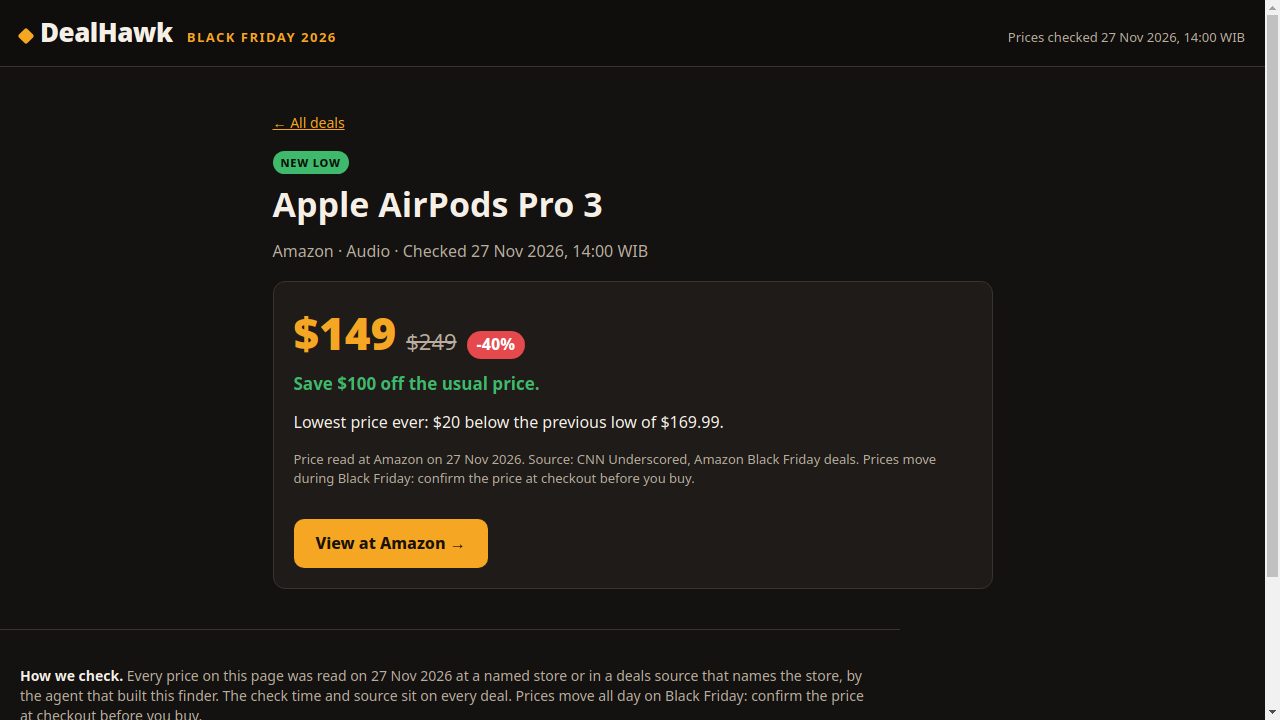 DealHawk BLACK FRIDAY 2026
Prices checked 27 Nov 2026, 14:00 WIB
← All deals
NEW LOW
Apple AirPods Pro 3
Amazon · Audio · Checked 27 Nov 2026, 14:00 WIB
$149 $249 -40%
Save $100 off the usual price.
Lowest price ever: $20 below the previous low of $169.99.
Price read at Amazon on 27 Nov 2026. Source: CNN Underscored, Amazon Black Friday deals. Prices move
during Black Friday: confirm the price at checkout before you buy.
View at Amazon →
How we check. Every price on this page was read on 27 Nov 2026 at a named store or in a deals source that names the store, by
the agent that built this finder. The check time and source sit on every deal. Prices move all day on Black Friday: confirm the price
at checkout before you buy.